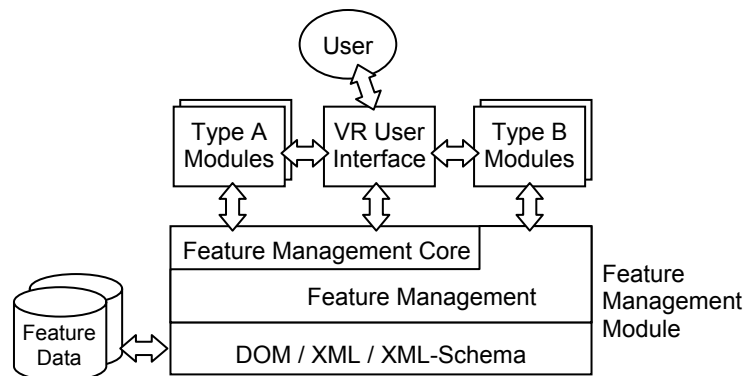 User
Type A
Modules
VR User
Interface
Type B
Modules
Feature Management Core
Feature Management
Feature
Management
Module
Feature
Data
DOM / XML / XML-Schema